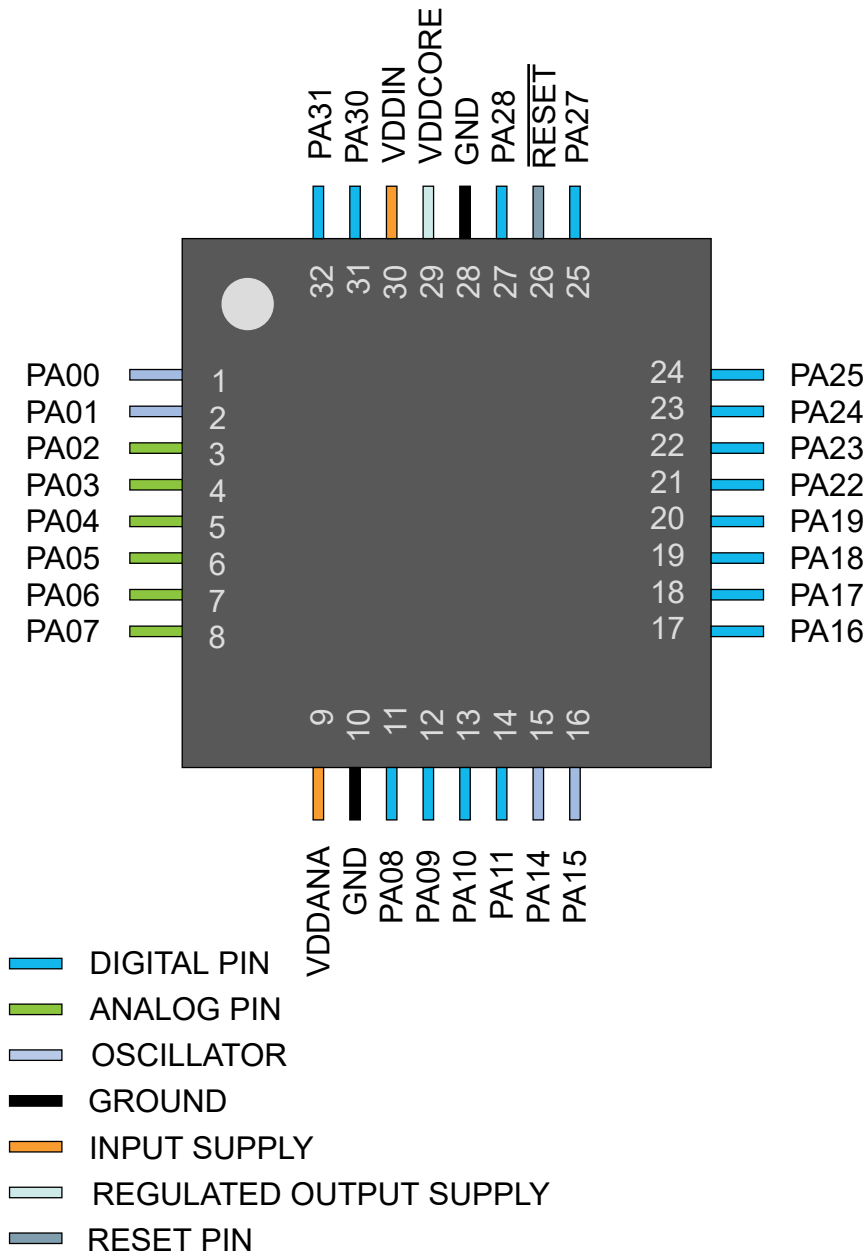 PA31
PA30
VDDIN
VDDCORE
GND
PA28
RESET
PA27
32
31
30
29
28
27
26
25
PA00 1
PA01 2
PA02 3
PA03 4
PA04 5
PA05 6
PA06 7
PA07 8
24 PA25
23 PA24
22 PA23
21 PA22
20 PA19
19 PA18
18 PA17
17 PA16
9
10
11
12
13
14
15
16
VDDANA
GND
PA08
PA09
PA10
PA11
PA14
PA15
DIGITAL PIN
ANALOG PIN
OSCILLATOR
GROUND
INPUT SUPPLY
REGULATED OUTPUT SUPPLY
RESET PIN